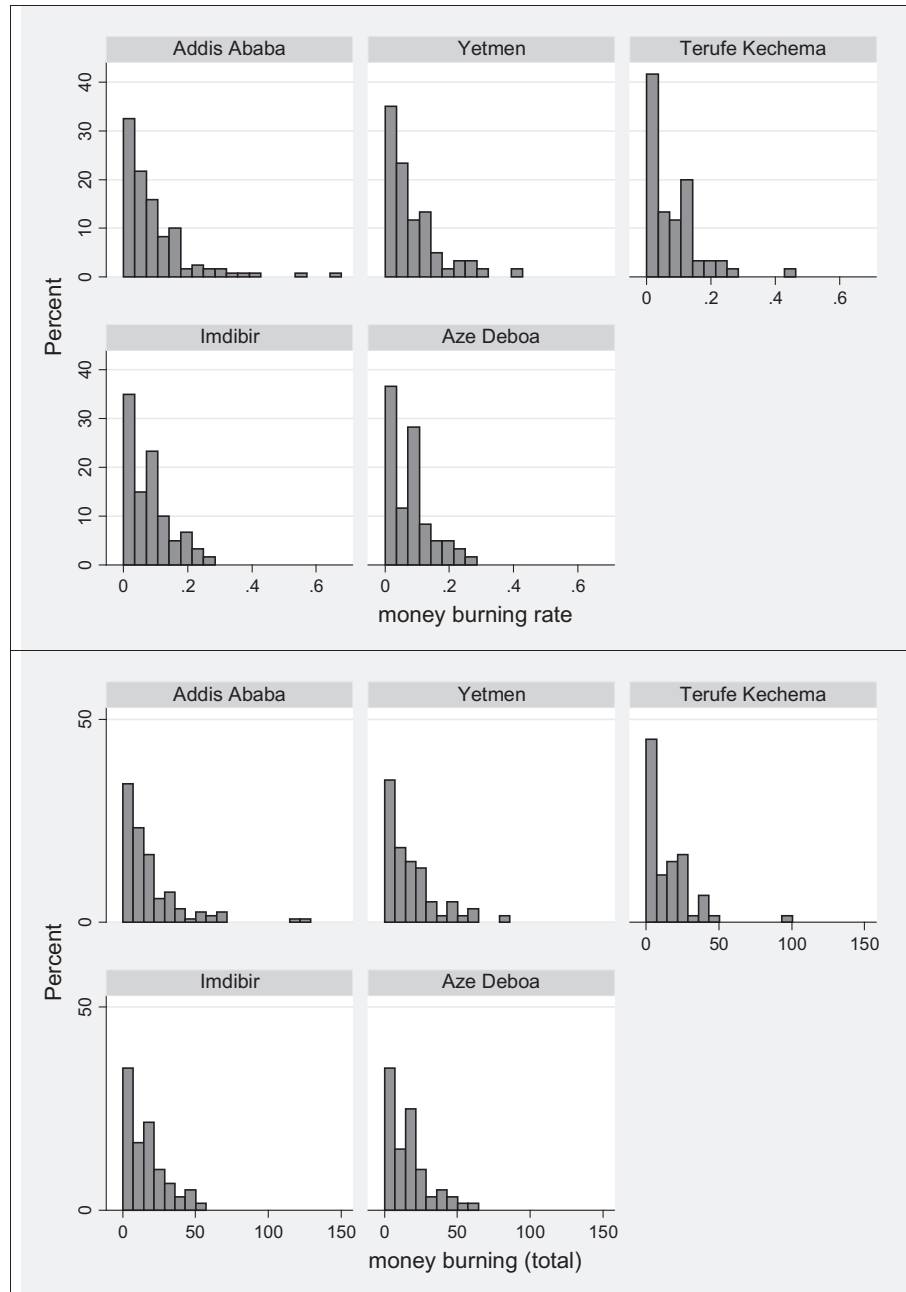 Addis Ababa Yetmen Terufe Kechema
40
30
20
10
0
0 .2 .4 .6
Percent
Imdibir Aze Deboa
40
30
20
10
0
0 .2 .4 .6 0 .2 .4 .6
money burning rate
Addis Ababa Yetmen Terufe Kechema
50
0
0 50 100 150
Percent
Imdibir Aze Deboa
50
0
0 50 100 150 0 50 100 150
money burning (total)